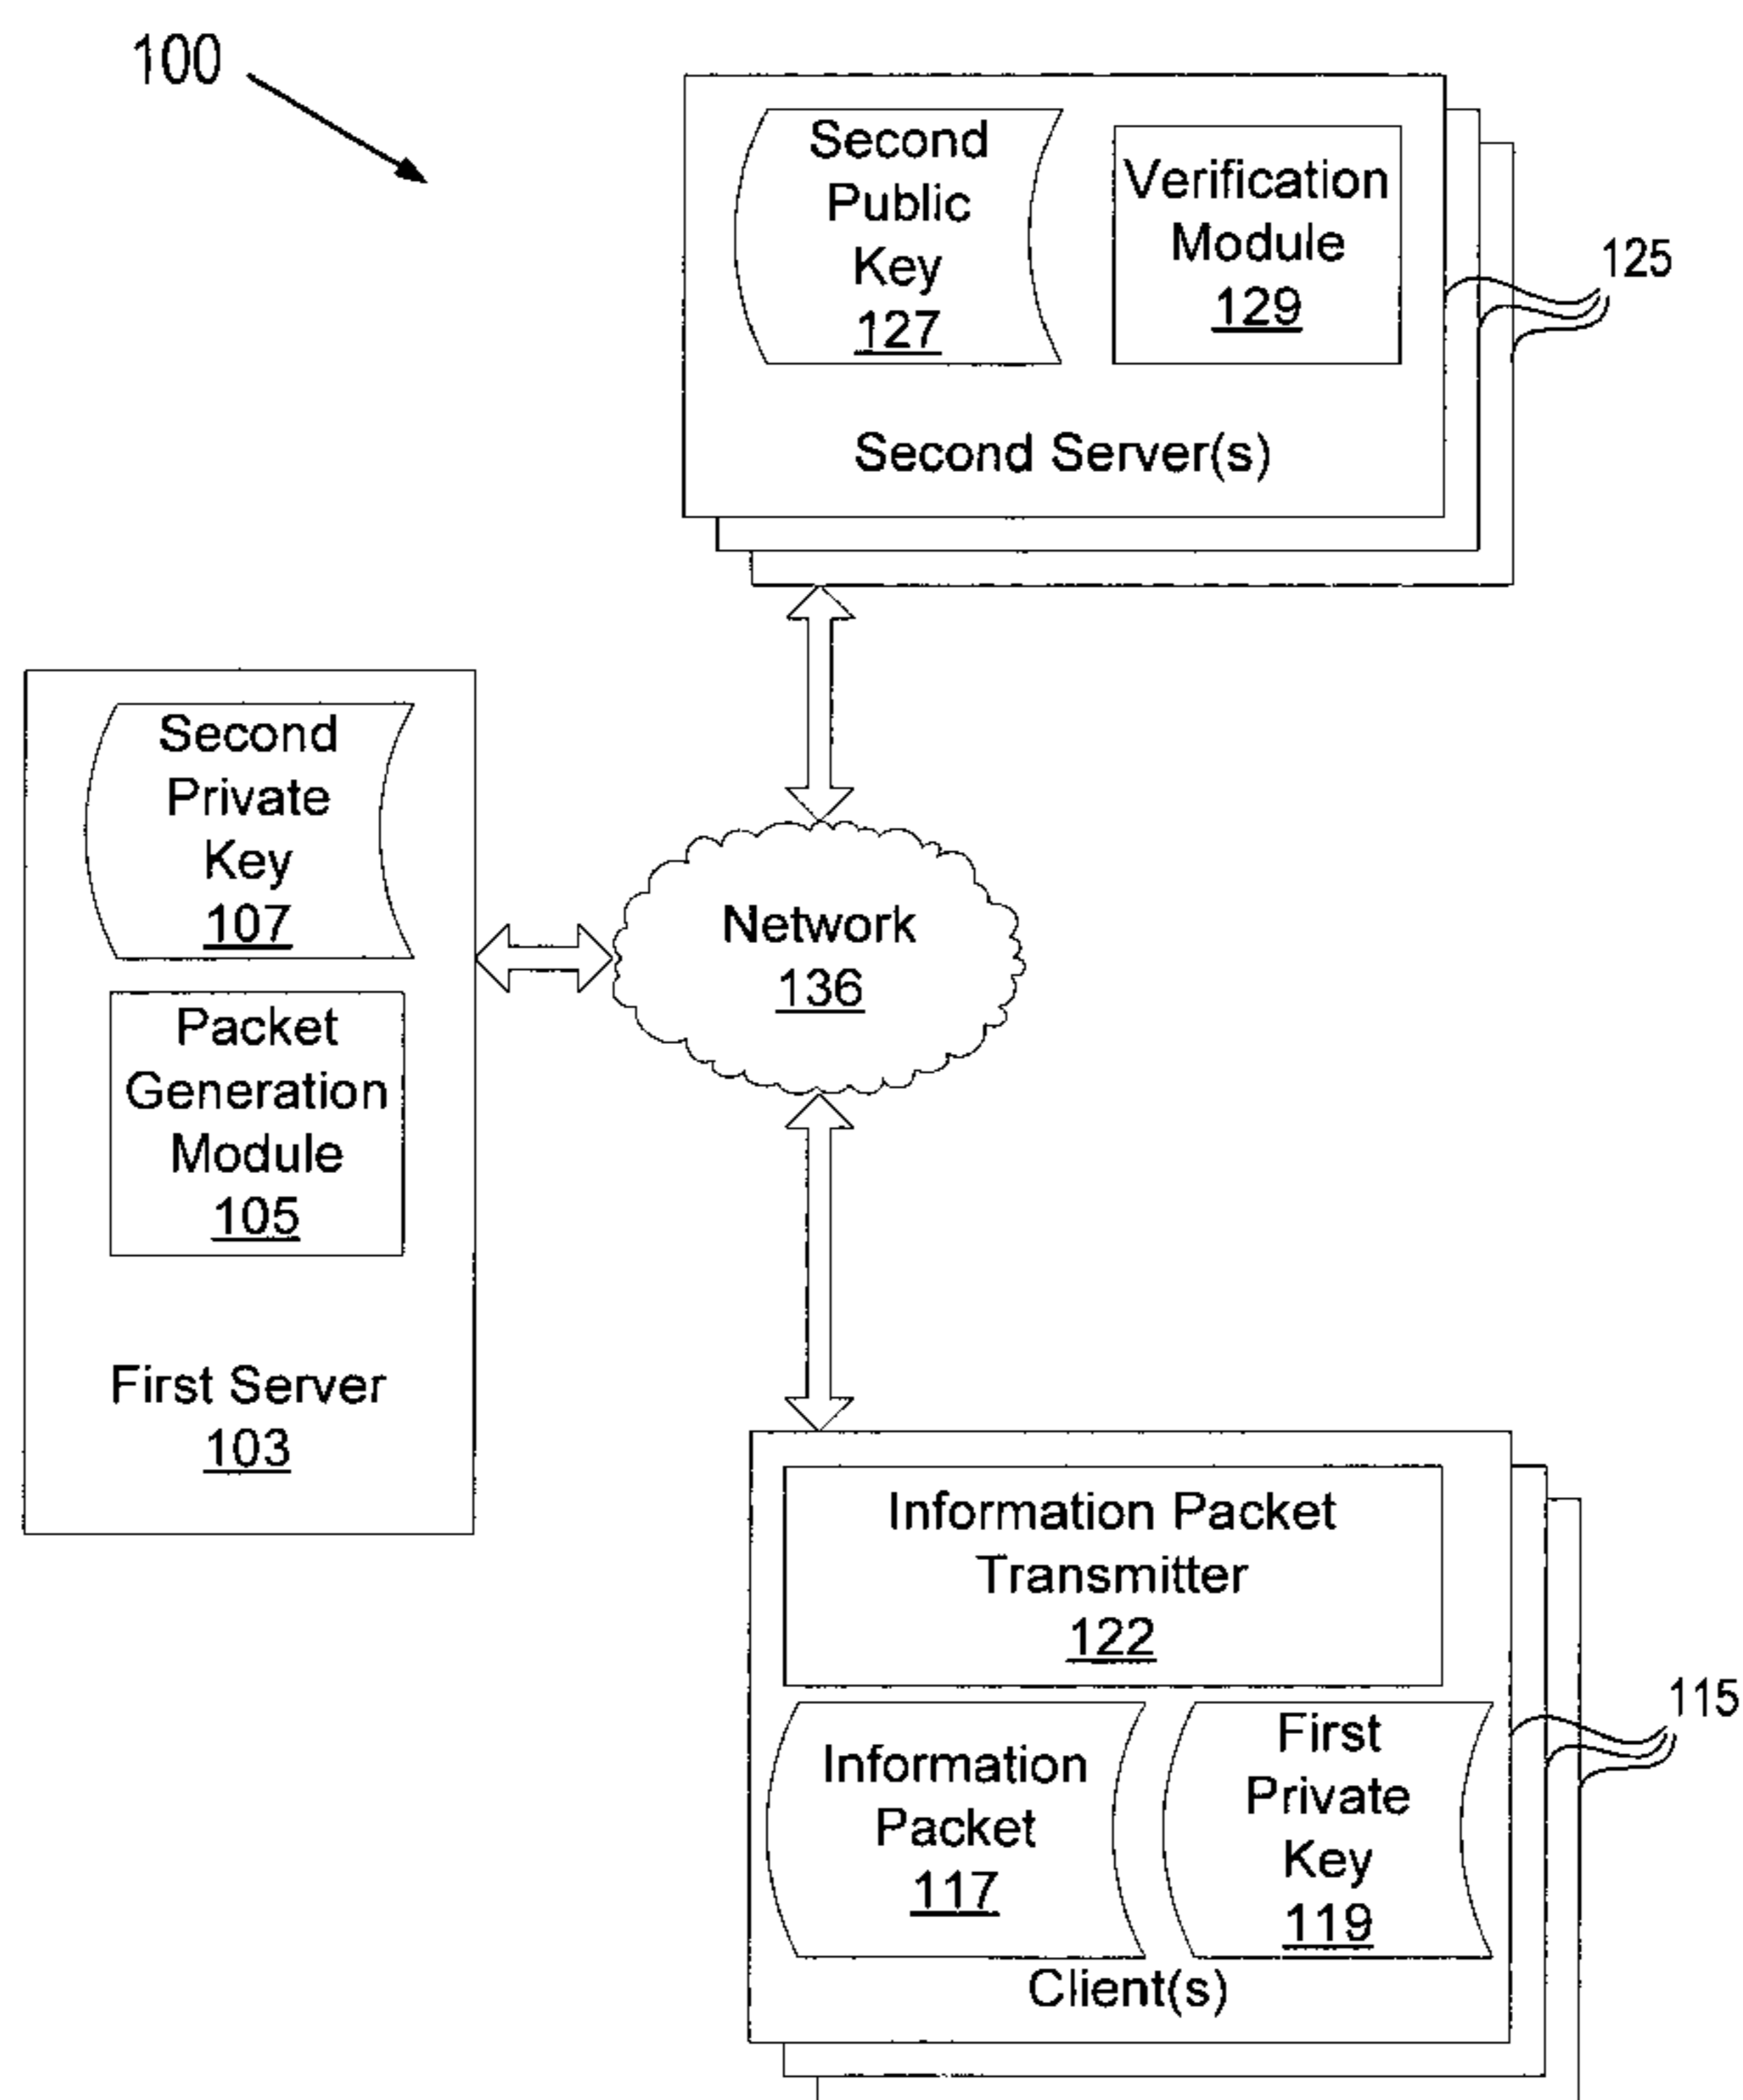 100
Second
Public
Key
127
Verification
Module
129
125
Second Server(s)
Second
Private
Key
107
Packet
Generation
Module
105
First Server
103
Network
136
Information Packet
Transmitter
122
Information
Packet
117
First
Private
Key
119
115
Client(s)